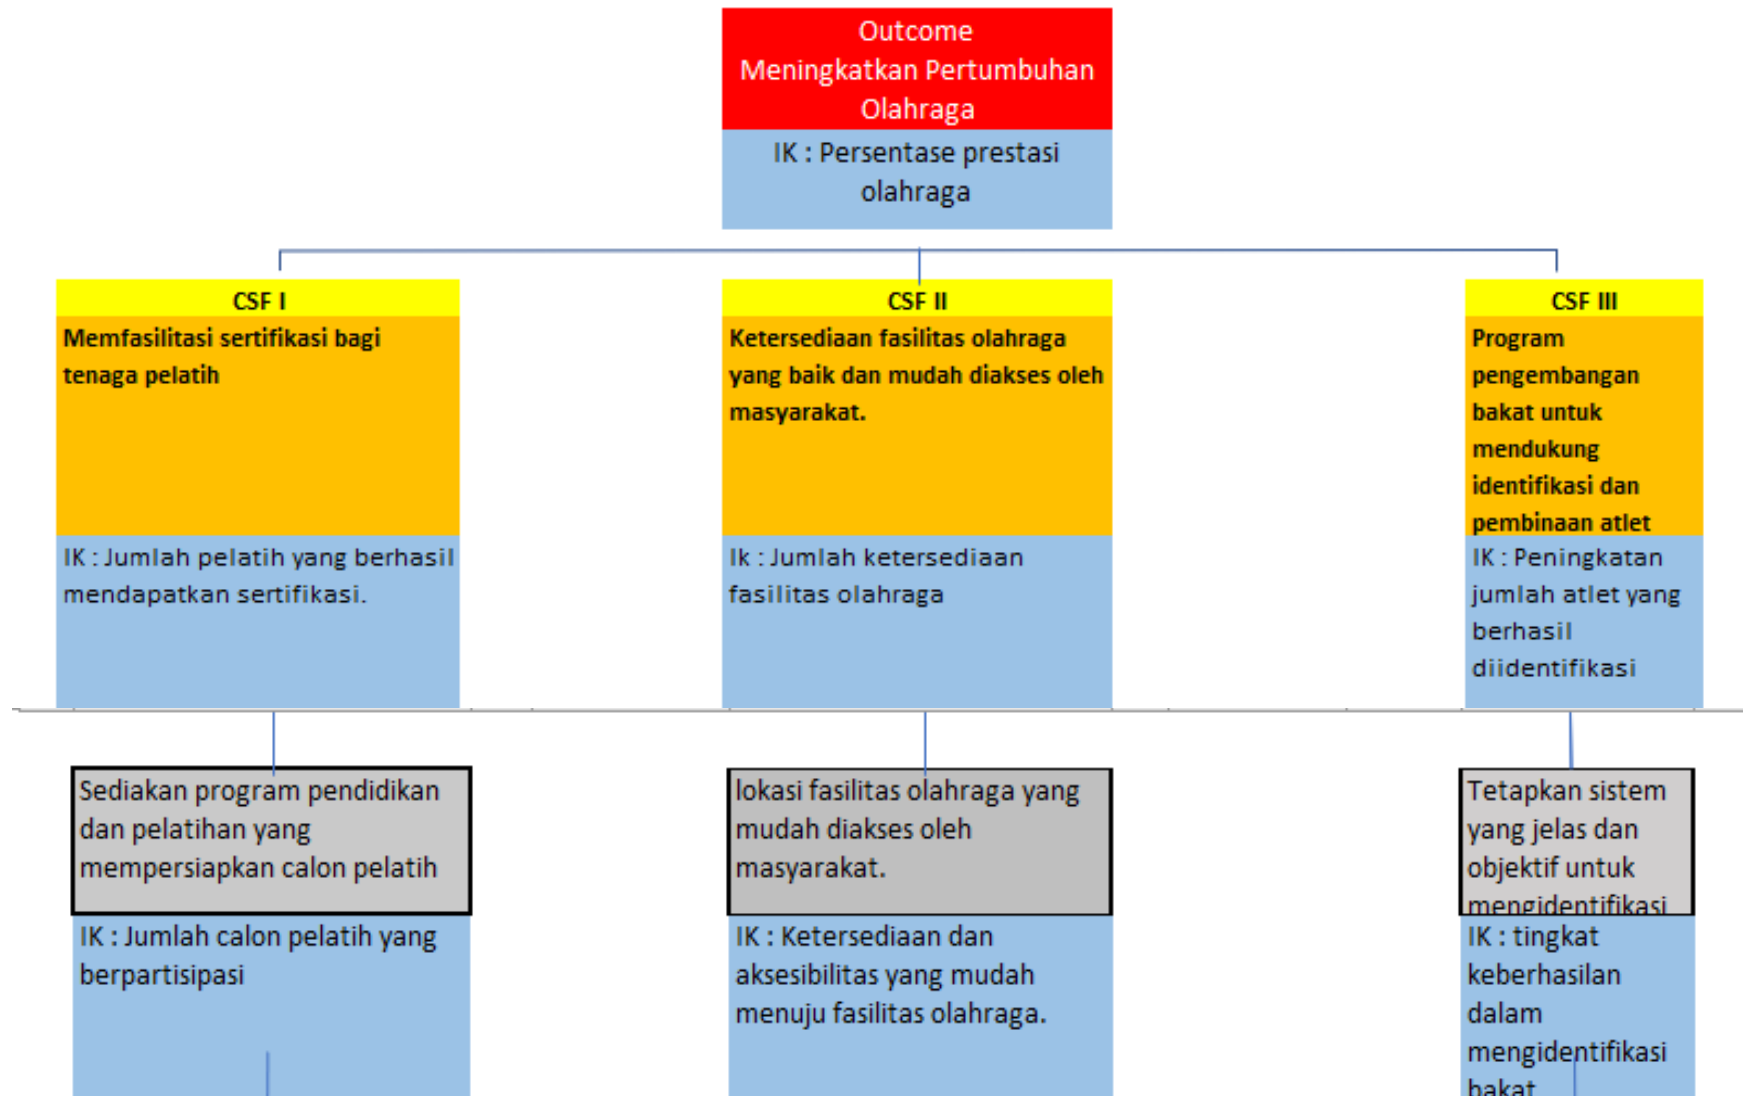 Outcome
Meningkatkan Pertumbuhan
Olahraga
IK : Persentase prestasi
olahraga
CSF I
Memfasilitasi sertifikasi bagi
tenaga pelatih
IK : Jumlah pelatih yang berhasil
mendapatkan sertifikasi.
CSF II
Ketersediaan fasilitas olahraga
yang baik dan mudah diakses oleh
masyarakat.
Ik : Jumlah ketersediaan
fasilitas olahraga
CSF III
Program
pengembangan
bakat untuk
mendukung
identifikasi dan
pembinaan atlet
IK : Peningkatan
jumlah atlet yang
berhasil
diidentifikasi
Sediakan program pendidikan
dan pelatihan yang
mempersiapkan calon pelatih
IK : Jumlah calon pelatih yang
berpartisipasi
lokasi fasilitas olahraga yang
mudah diakses oleh
masyarakat.
IK : Ketersediaan dan
aksesibilitas yang mudah
menuju fasilitas olahraga.
Tetapkan sistem
yang jelas dan
objektif untuk
mengidentifikasi
IK : tingkat
keberhasilan
dalam
mengidentifikasi
bakat